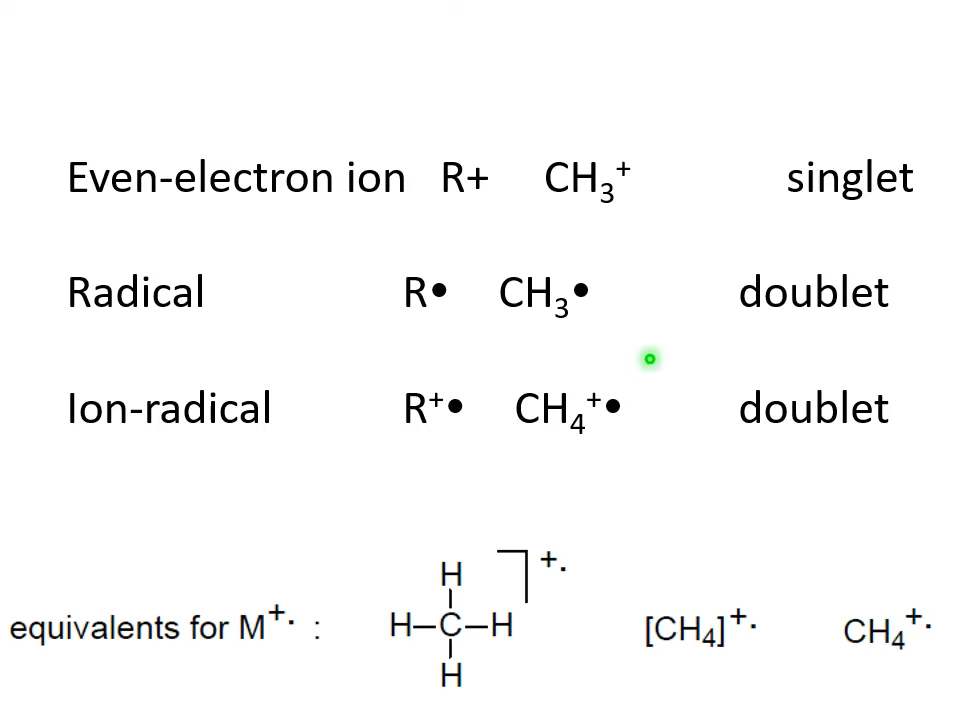 Even-electron ion R+ CH₃⁺ singlet
Radical R• CH₃• doublet
Ion-radical R⁺• CH₄⁺• doublet
H +.
equivalents for M⁺· : H—C—H [CH₄]⁺· CH₄⁺·
H